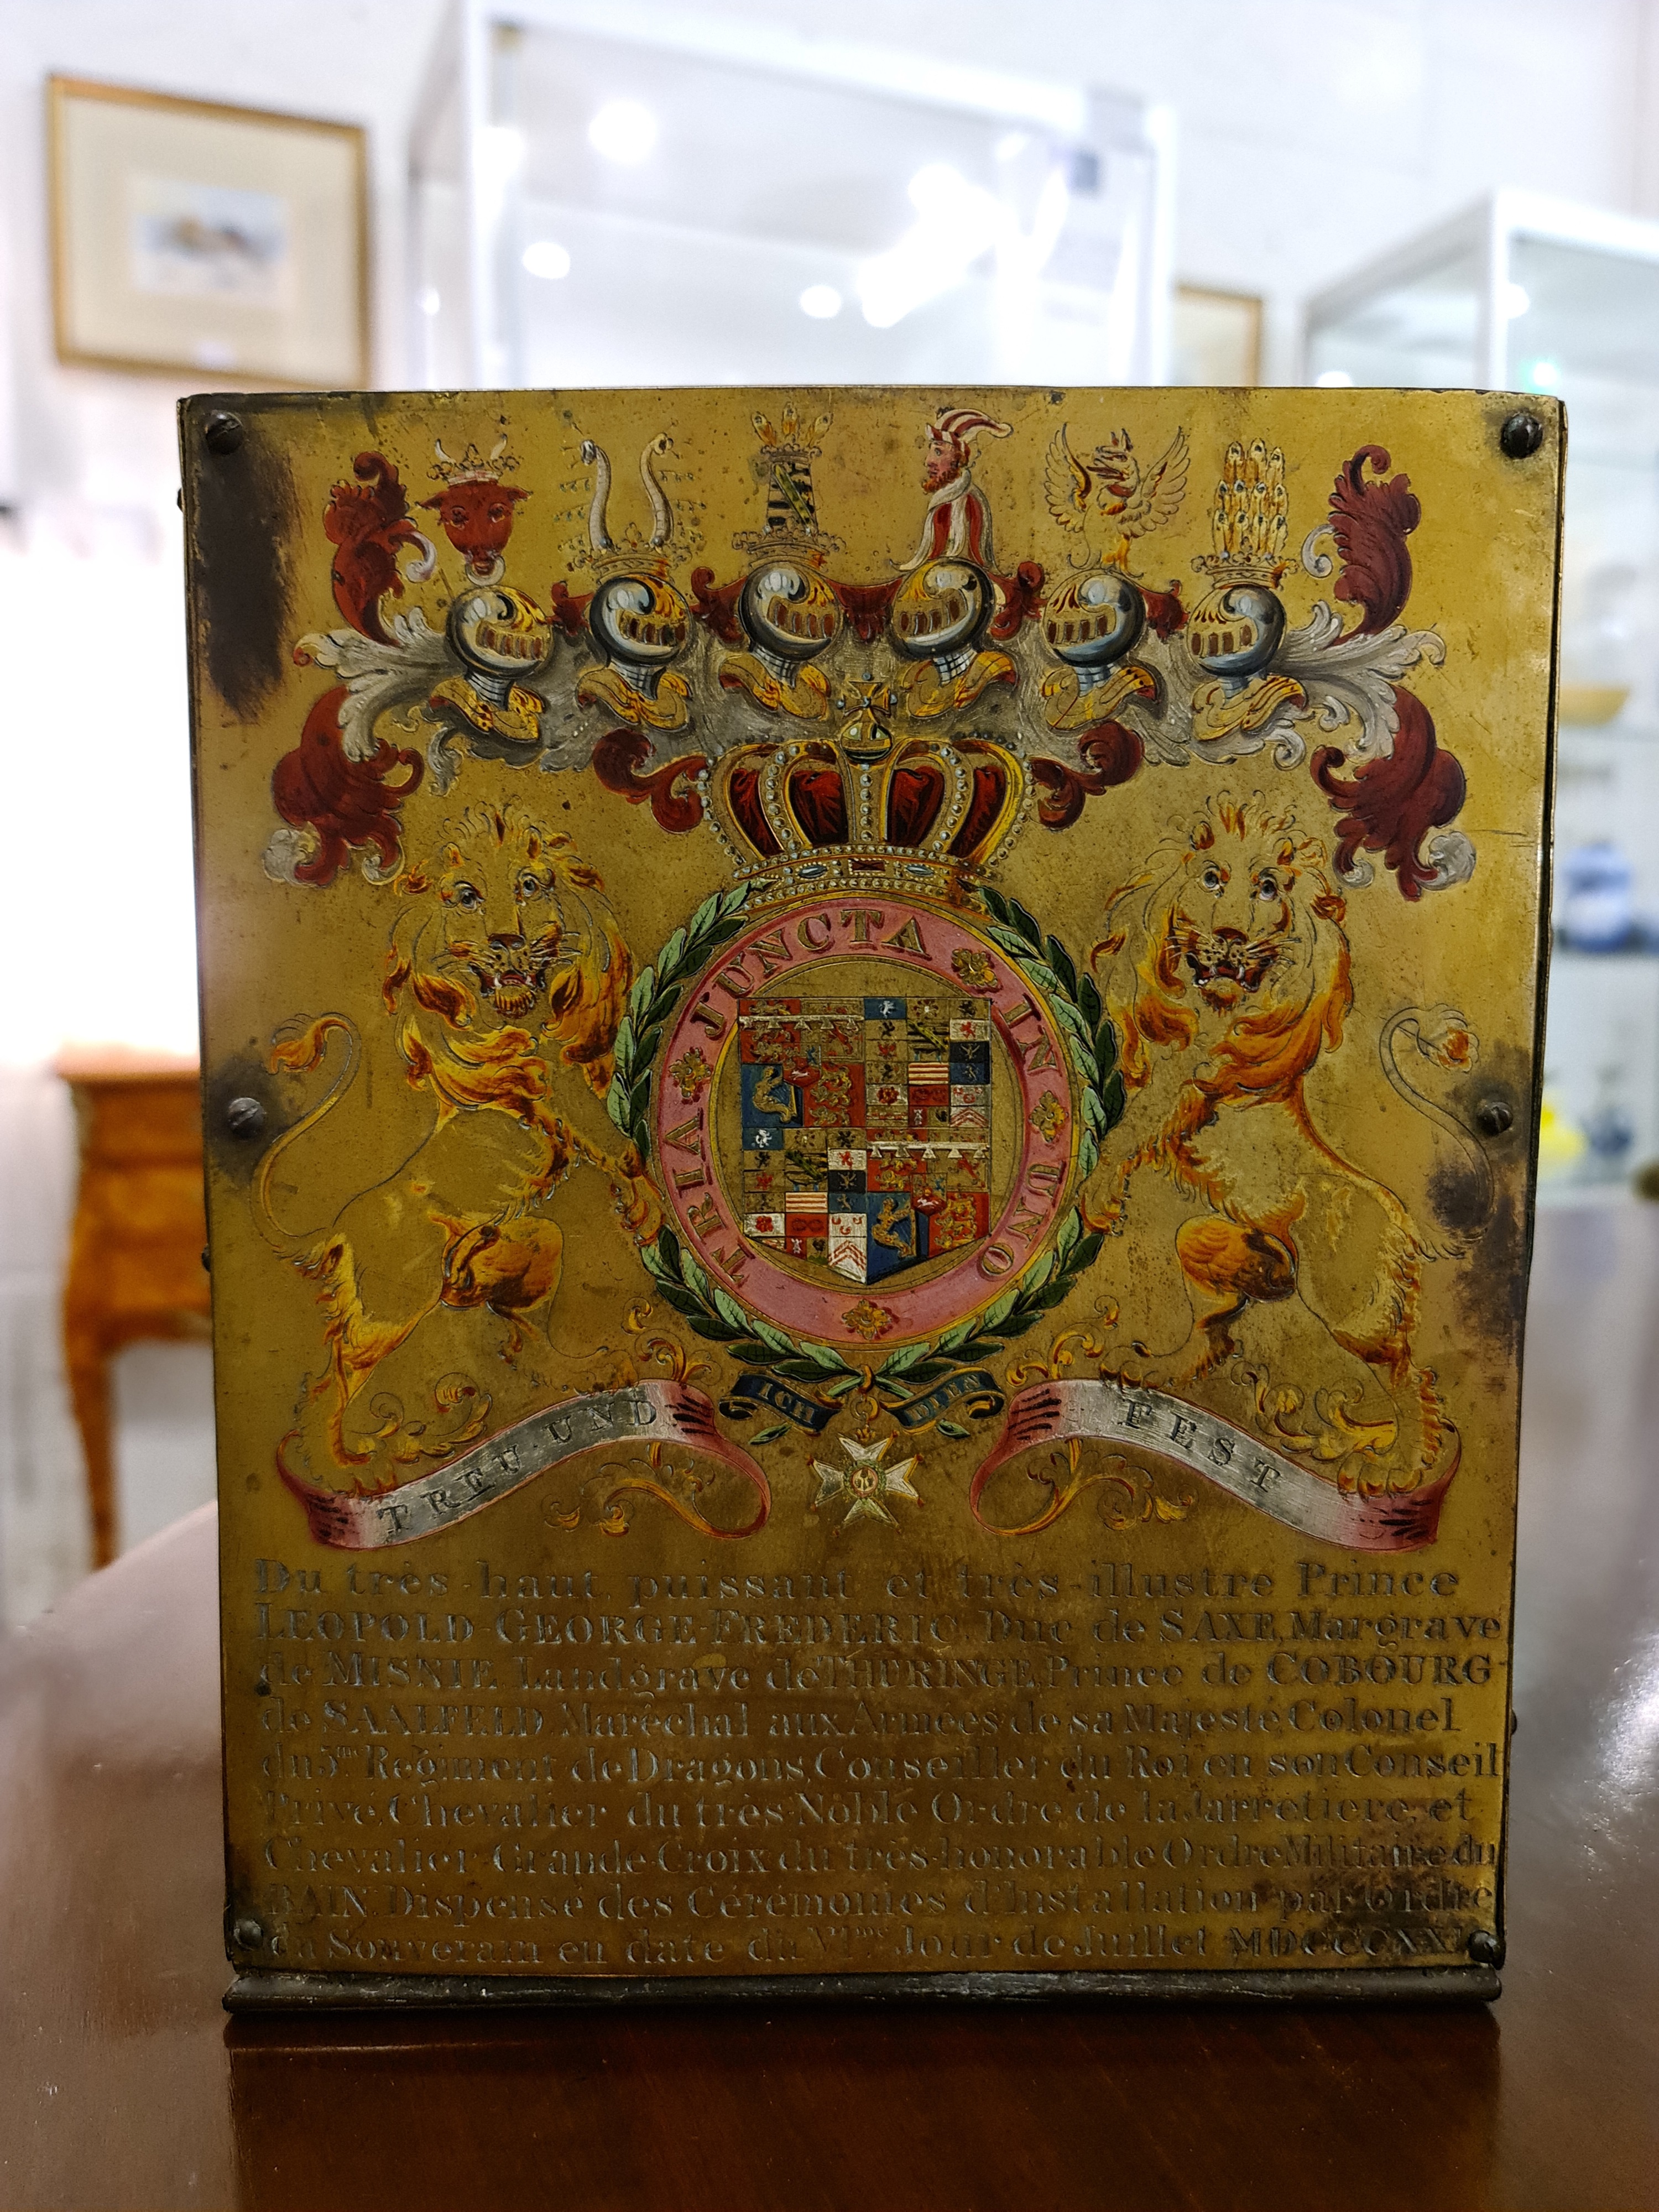 TRIA JUNCTA IN UNO
ICH DIEN
TREU UND FEST
Du très-haut, puissant et très-illustre Prince
LEOPOLD-GEORGE-FREDERIC, Duc de SAXE, Margrave
de MISNIE, Landgrave de THURINGE, Prince de COBOURG-
de SAALFELD, Maréchal aux Armées de sa Majesté, Colonel
du 5me Regiment de Dragons, Conseiller du Roi en son Conseil
Privé, Chevalier du très-Noble Ordre de la Jarretiere, et
Chevalier Grande-Croix du très-honorable Ordre Militaire du
BAIN. Dispensé des Cérémonies d'Installation par ordre
du Souverain en date du VIme Jour de Juillet